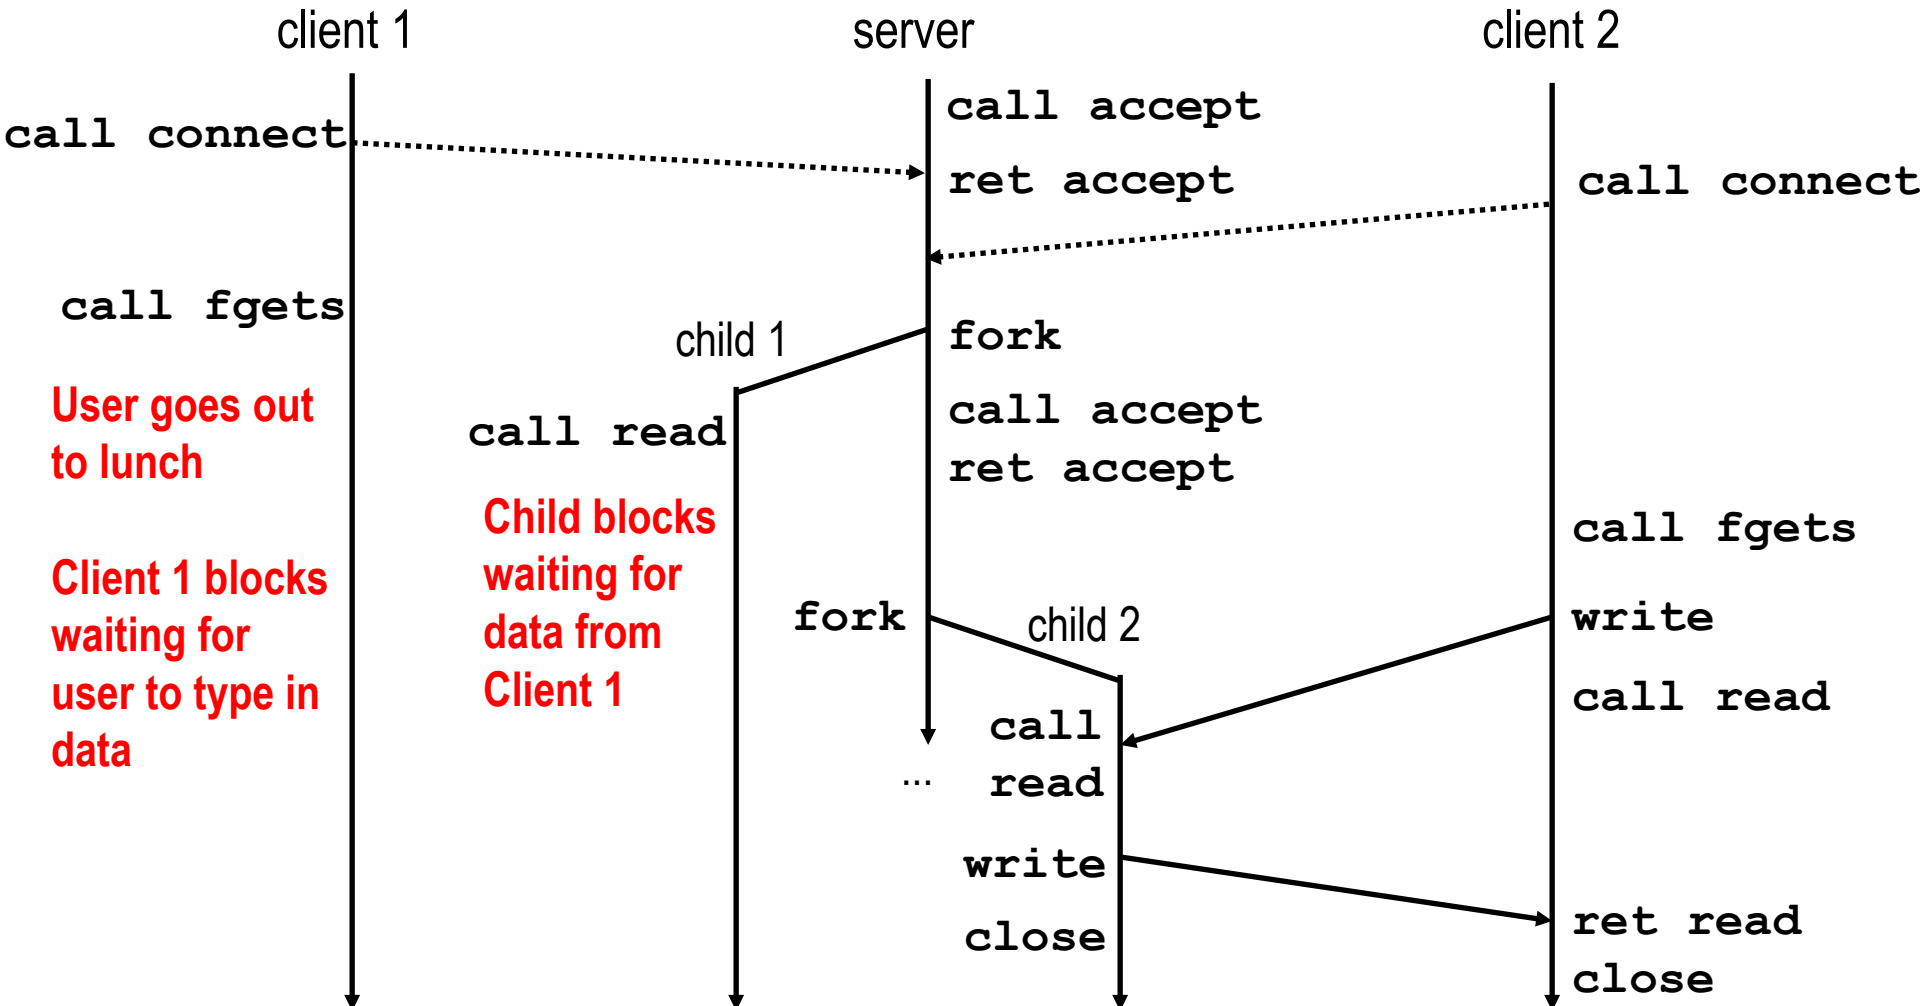 client 1
server
client 2
call connect
call accept
ret accept
call connect
call fgets
child 1
fork
call accept
ret accept
call read
User goes out
to lunch
Client 1 blocks
waiting for
user to type in
data
Child blocks
waiting for
data from
Client 1
fork
child 2
call fgets
write
call read
call
read
...
write
close
ret read
close